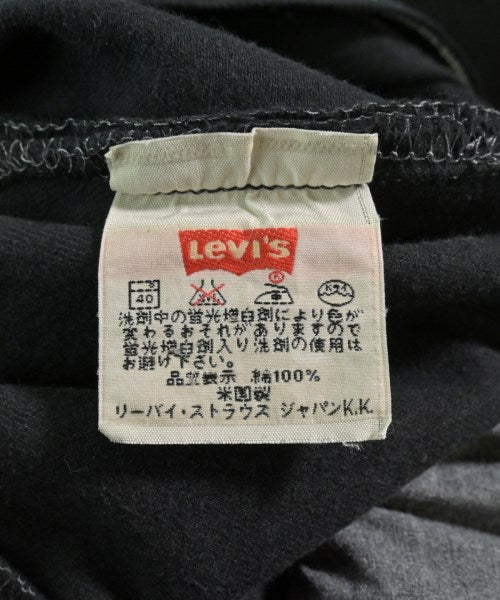 Levi's
®
40
洗剤中の蛍光増白剤により色が
変わるおそれがありますので
蛍光増白剤入り洗剤の使用は
お避け下さい。
品質表示 綿100%
米国製
リーバイ・ストラウス ジャパンK.K.